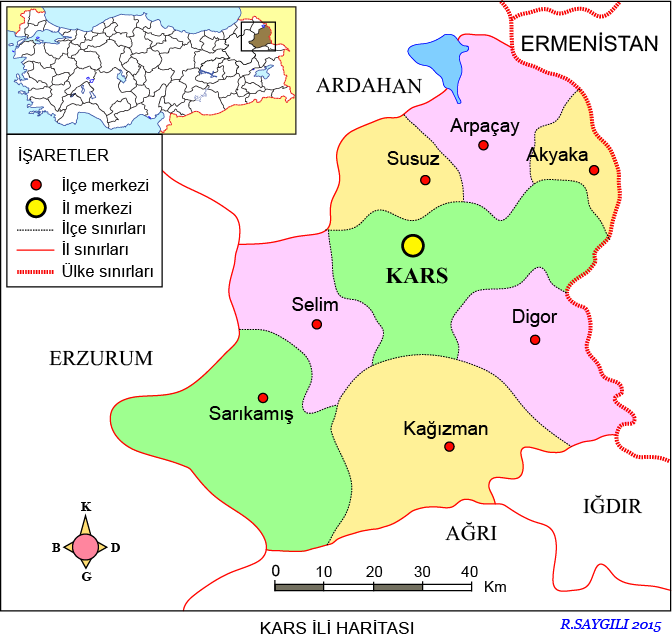 ERMENİSTAN
ARDAHAN
Arpaçay
Susuz
Akyaka
İŞARETLER
İlçe merkezi
İl merkezi
İlçe sınırları
İl sınırları
Ülke sınırları
KARS
Selim
Digor
ERZURUM
Sarıkamış
Kağızman
IĞDIR
AĞRI
K
B D
G
0 10 20 30 40
Km
KARS İLİ HARİTASI
R.SAYGILI 2015